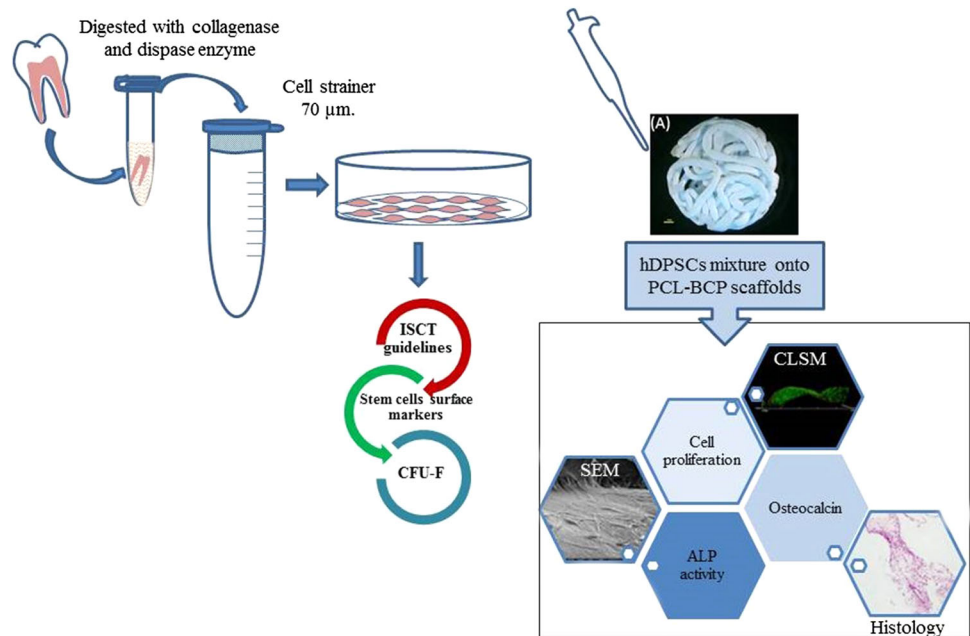 Digested with collagenase
and dispase enzyme
Cell strainer
70 µm.
ISCT
guidelines
Stem cells surface
markers
CFU-F
(A)
hDPSCs mixture onto
PCL-BCP scaffolds
CLSM
Cell
proliferation
SEM
Osteocalcin
ALP
activity
Histology